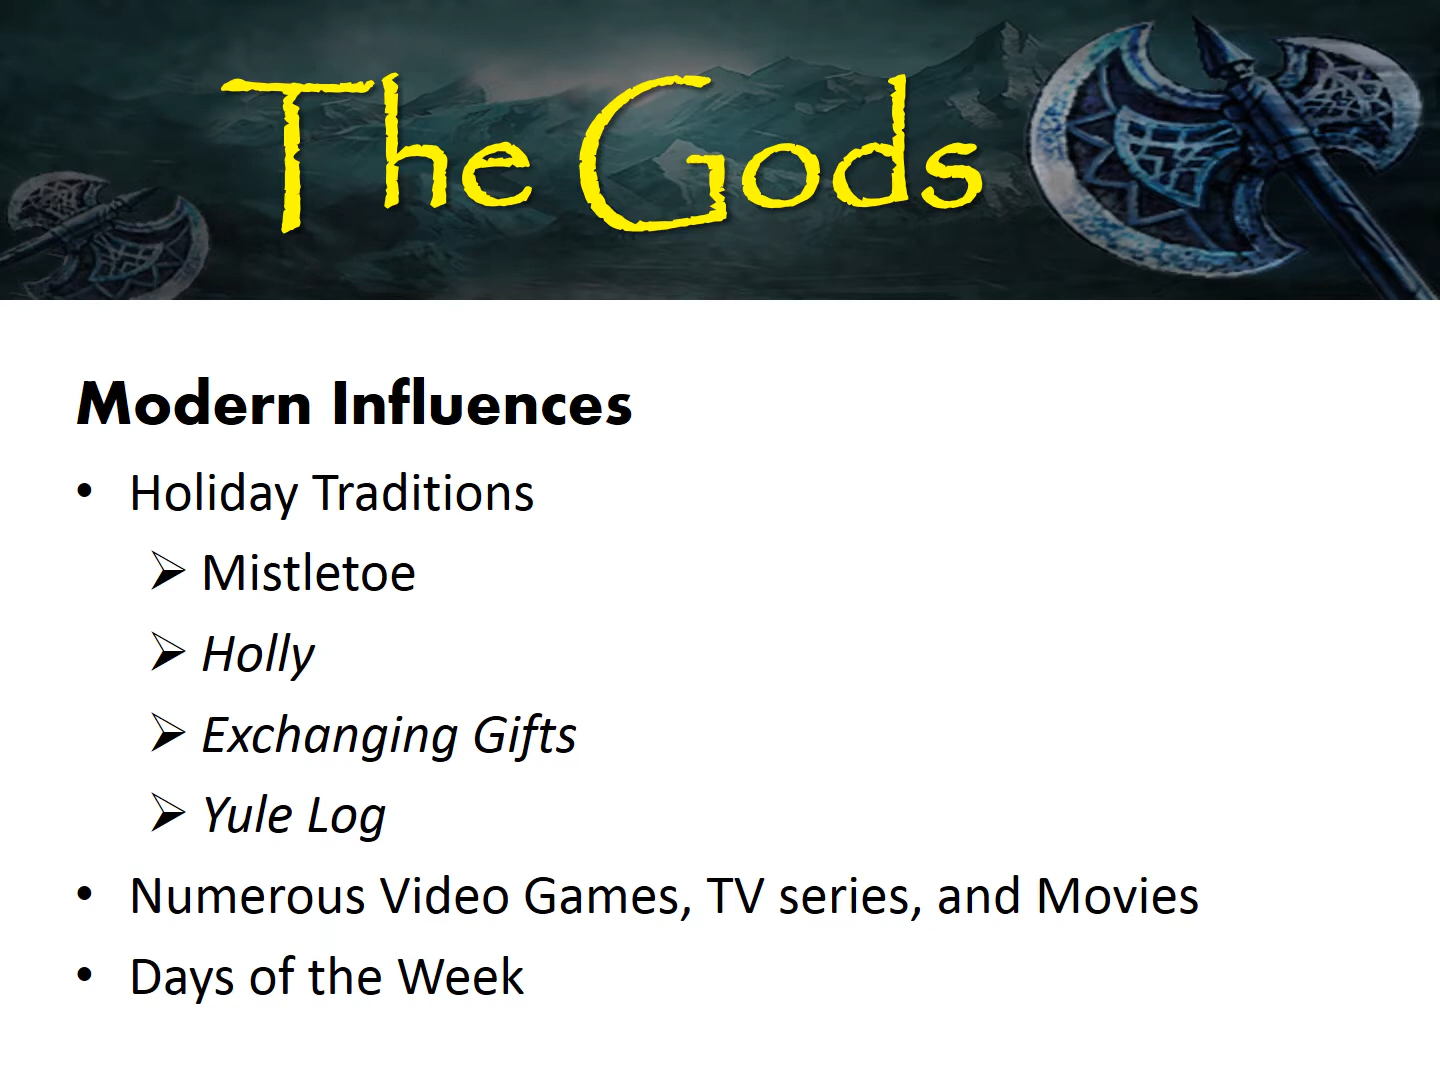 The Gods
Modern Influences
• Holiday Traditions
➢ Mistletoe
➢ Holly
➢ Exchanging Gifts
➢ Yule Log
• Numerous Video Games, TV series, and Movies
• Days of the Week